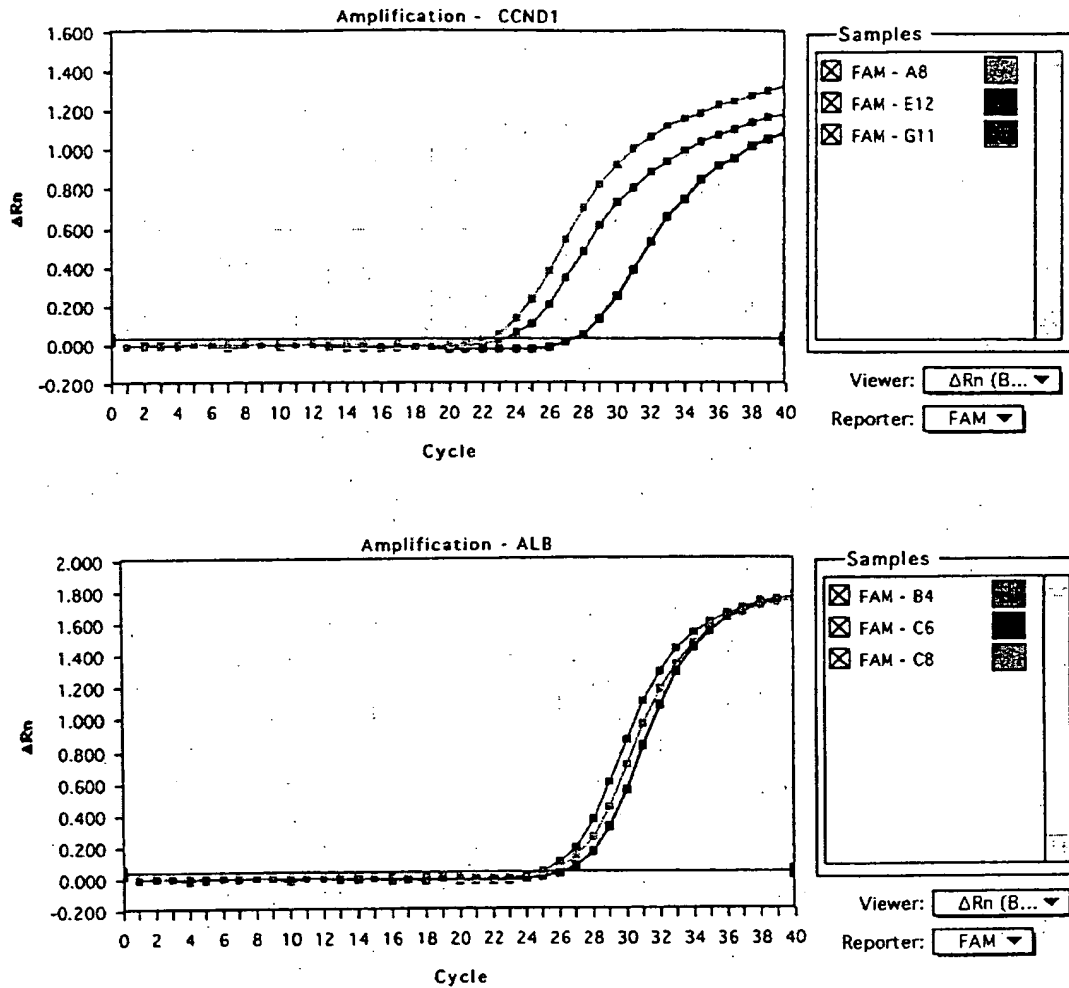 Amplification - CCND1
1.600
1.400
1.200
1.000
0.800
0.600
0.400
0.200
0.000
-0.200
ΔRn
0 2 4 6 8 10 12 14 16 18 20 22 23 26 28 30 32 34 36 38 40
Cycle
Samples
FAM - A8
FAM - E12
FAM - G11
Viewer: ΔRn (B...
Reporter: FAM
Amplification - ALB
2.000
1.800
1.600
1.400
1.200
1.000
0.800
0.600
0.400
0.200
0.000
-0.200
ΔRn
0 2 4 6 8 10 12 14 16 18 20 22 24 26 28 30 32 34 36 38 40
Cycle
Samples
FAM - B4
FAM - C6
FAM - C8
Viewer: ΔRn (B...
Reporter: FAM